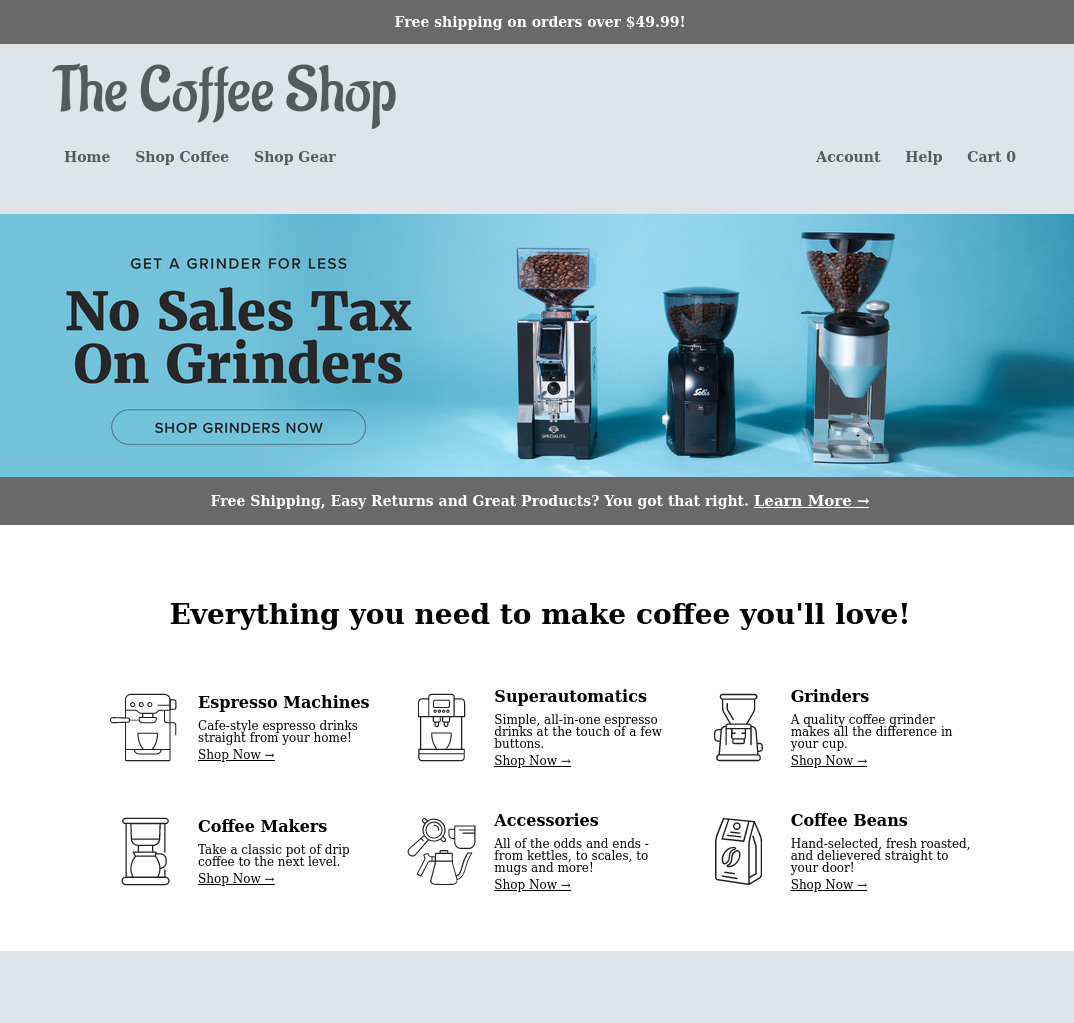 Free shipping on orders over $49.99!
The Coffee Shop
Home Shop Coffee Shop Gear Account Help Cart 0
GET A GRINDER FOR LESS
No Sales Tax
On Grinders
SHOP GRINDERS NOW
Solis
SPECIALITA
Free Shipping, Easy Returns and Great Products? You got that right. Learn More →
Everything you need to make coffee you'll love!
Espresso Machines
Cafe-style espresso drinks
straight from your home!
Shop Now →
Superautomatics
Simple, all-in-one espresso
drinks at the touch of a few
buttons.
Shop Now →
Grinders
A quality coffee grinder
makes all the difference in
your cup.
Shop Now →
Coffee Makers
Take a classic pot of drip
coffee to the next level.
Shop Now →
Accessories
All of the odds and ends -
from kettles, to scales, to
mugs and more!
Shop Now →
Coffee Beans
Hand-selected, fresh roasted,
and delievered straight to
your door!
Shop Now →